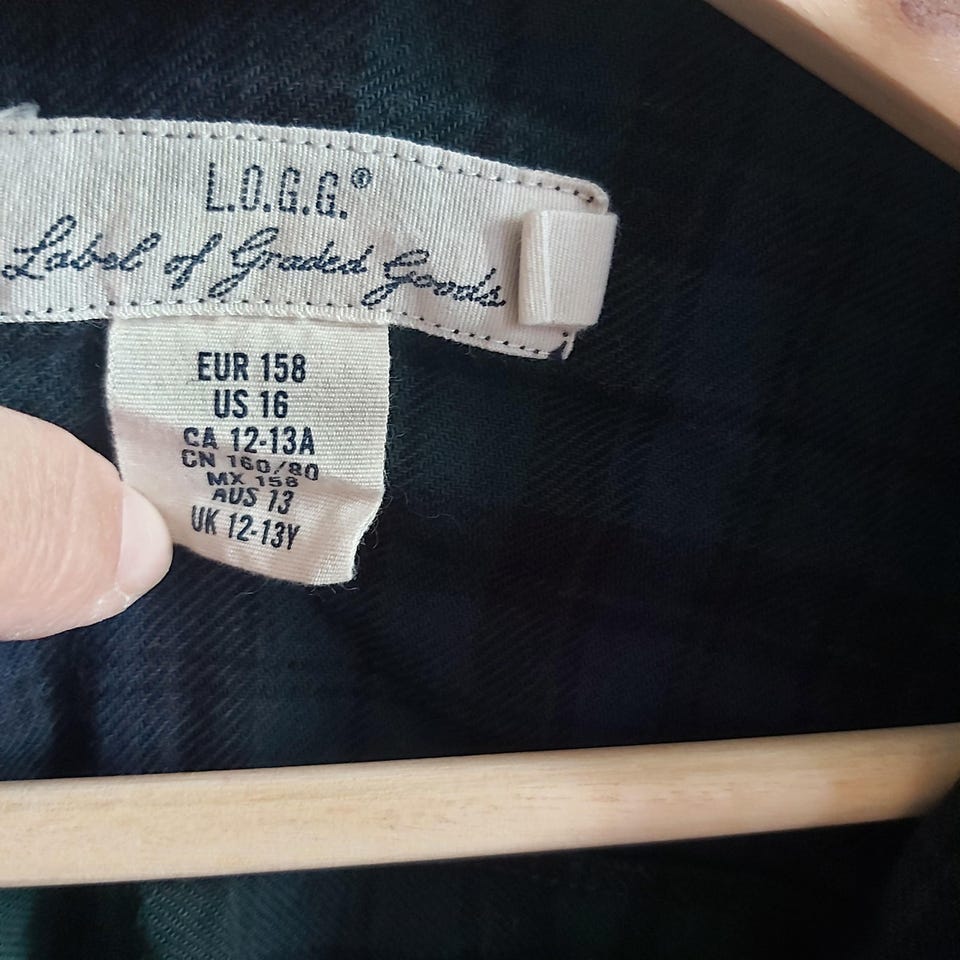 L.O.G.G.®
Label of Graded Goods
EUR 158
US 16
CA 12-13A
CN 160/80
MX 156
AUS 13
UK 12-13Y